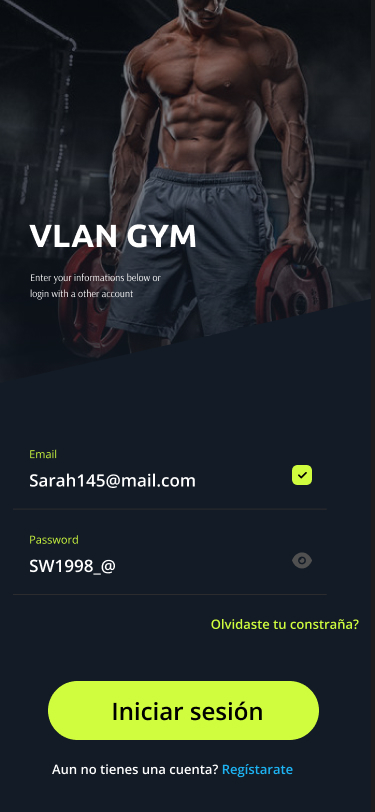 VLAN GYM
Enter your informations below or
login with a other account
Email
Sarah145@mail.com
Password
SW1998_@
Olvidaste tu constraña?
Iniciar sesión
Aun no tienes una cuenta? Regístarate